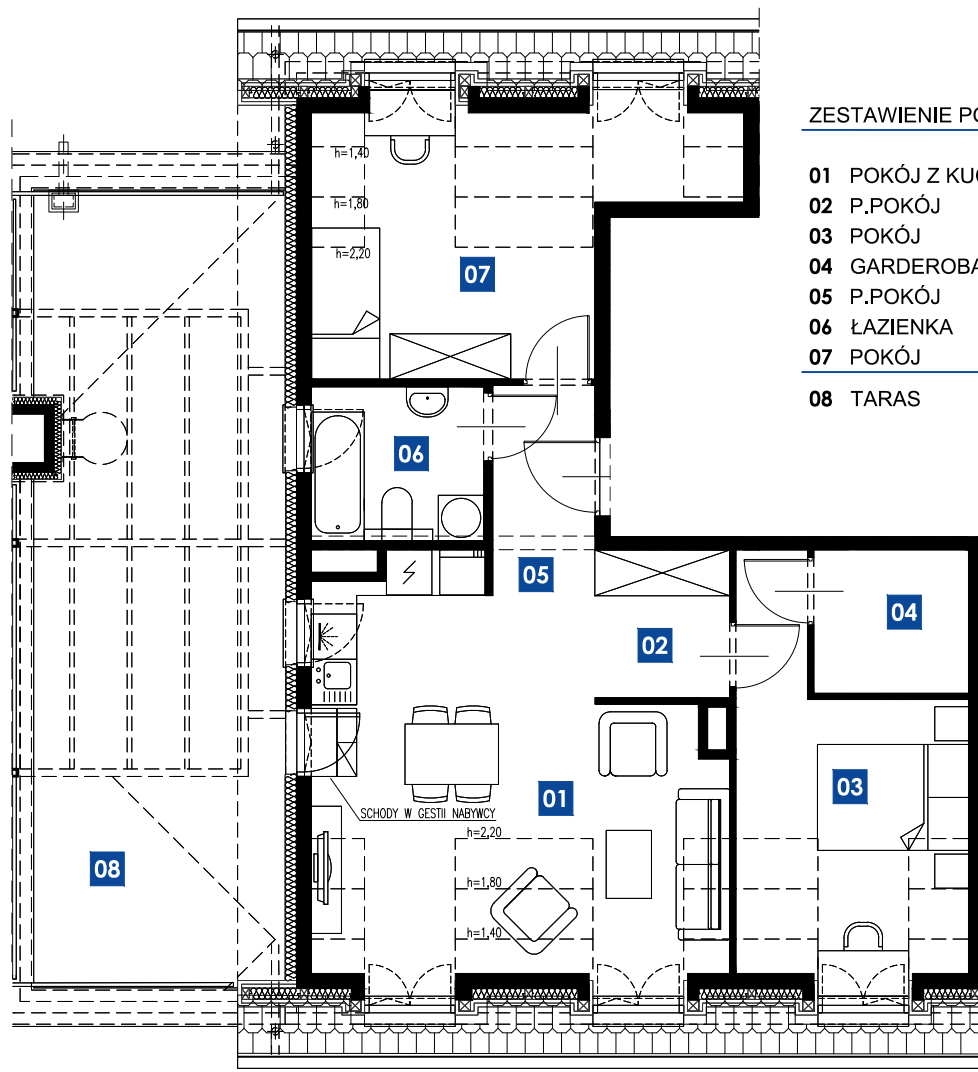 ZESTAWIENIE PO
01 POKÓJ Z KUC
02 P.POKÓJ
03 POKÓJ
04 GARDEROBA
05 P.POKÓJ
06 ŁAZIENKA
07 POKÓJ
08 TARAS
h=1,40
h=1,80
h=2,20
07
06
05
04
02
03
01
SCHODY W GESTII NABYWCY
h=2,20
h=1,80
h=1,40
08